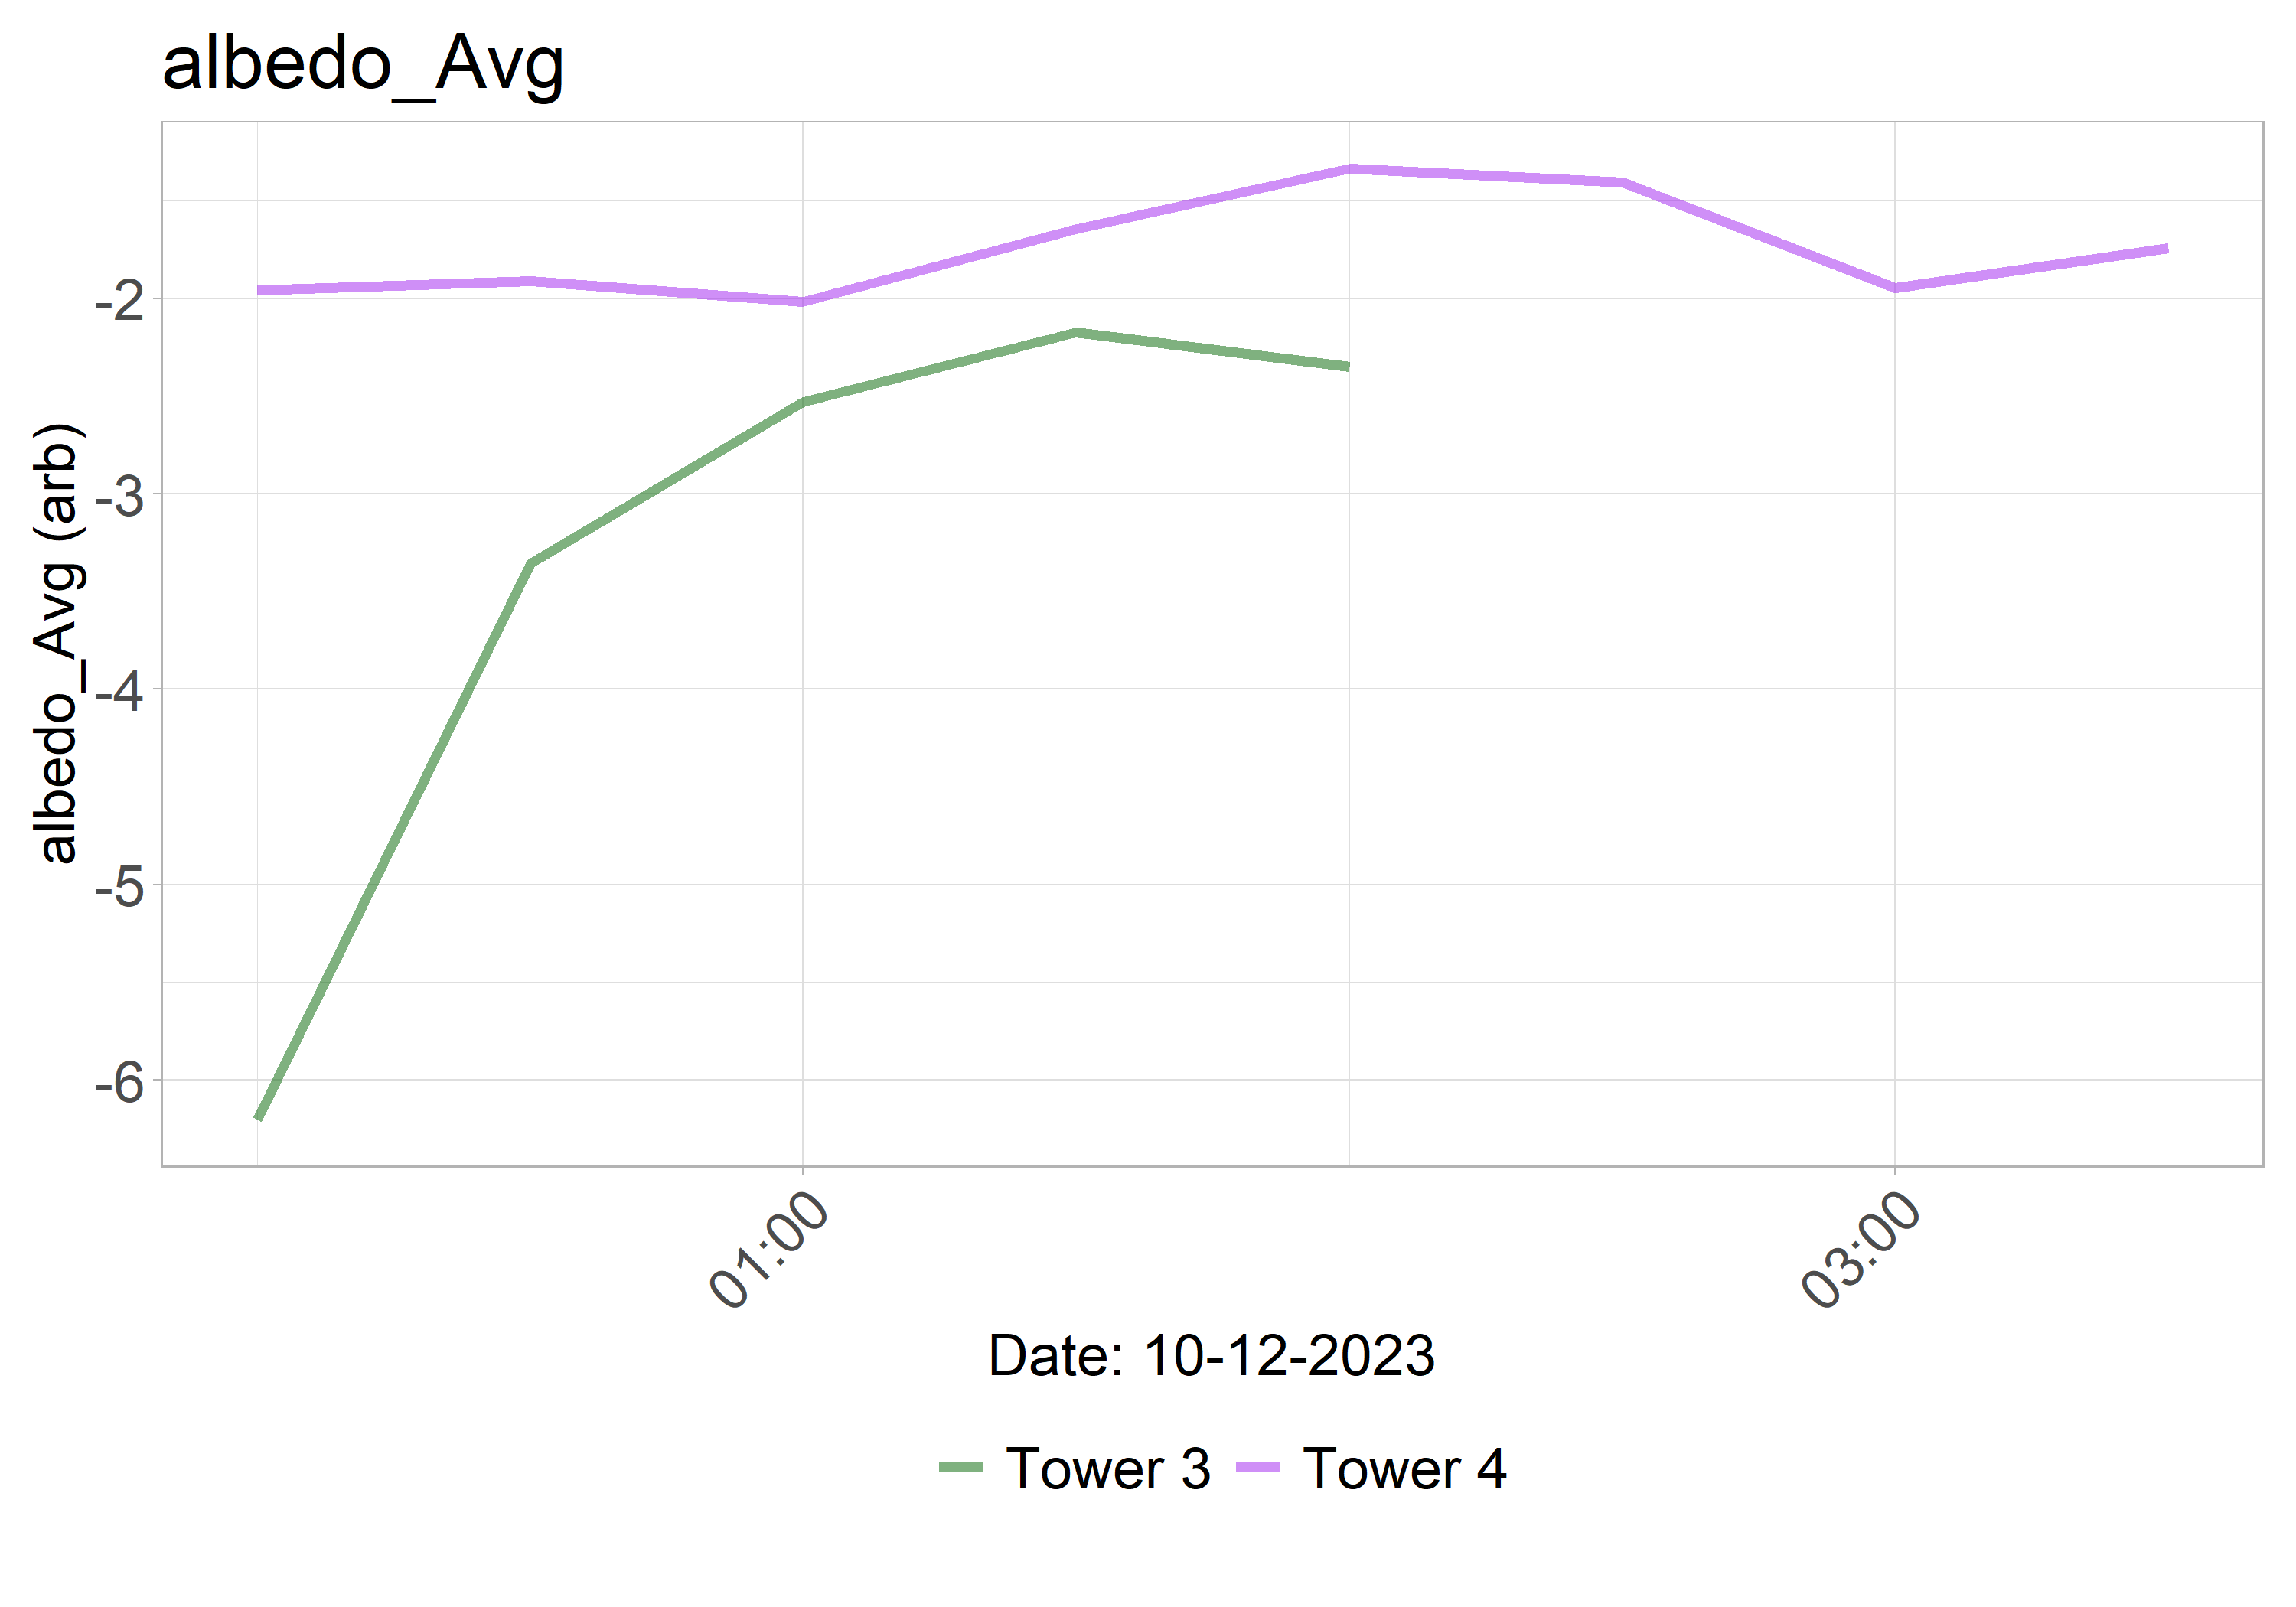 albedo_Avg
albedo_Avg (arb)
-2
-3
-4
-5
-6
01:00
03:00
Date: 10-12-2023
Tower 3
Tower 4